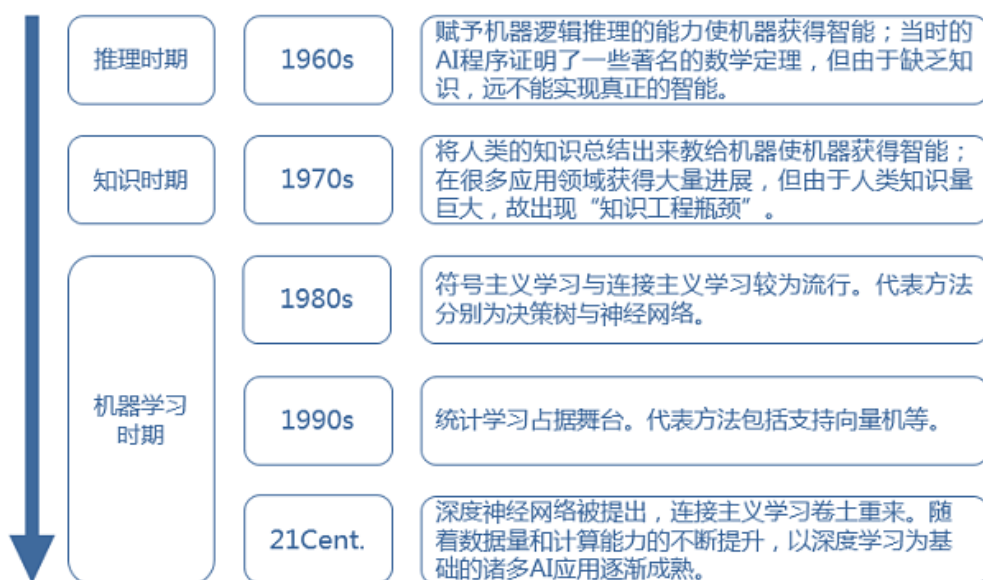 推理时期
1960s
赋予机器逻辑推理的能力使机器获得智能；当时的
AI程序证明了一些著名的数学定理，但由于缺乏知
识，远不能实现真正的智能。
知识时期
1970s
将人类的知识总结出来教给机器使机器获得智能；
在很多应用领域获得大量进展，但由于人类知识量
巨大，故出现“知识工程瓶颈”。
机器学习
时期
1980s
符号主义学习与连接主义学习较为流行。代表方法
分别为决策树与神经网络。
1990s
统计学习占据舞台。代表方法包括支持向量机等。
21Cent.
深度神经网络被提出，连接主义学习卷土重来。随
着数据量和计算能力的不断提升，以深度学习为基
础的诸多AI应用逐渐成熟。